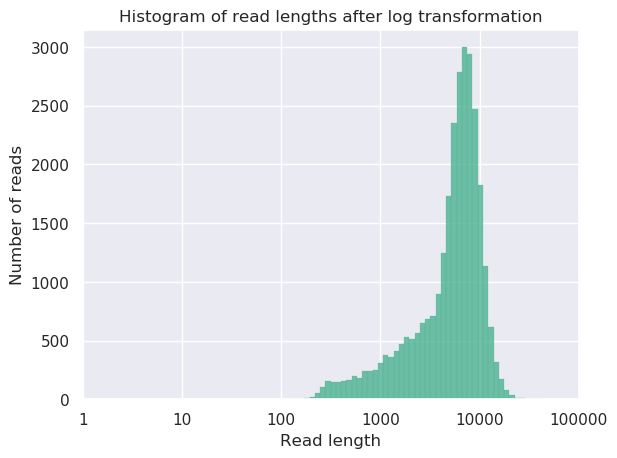 Histogram of read lengths after log transformation
Number of reads
3000
2500
2000
1500
1000
500
0
1 10 100 1000 10000 100000
Read length